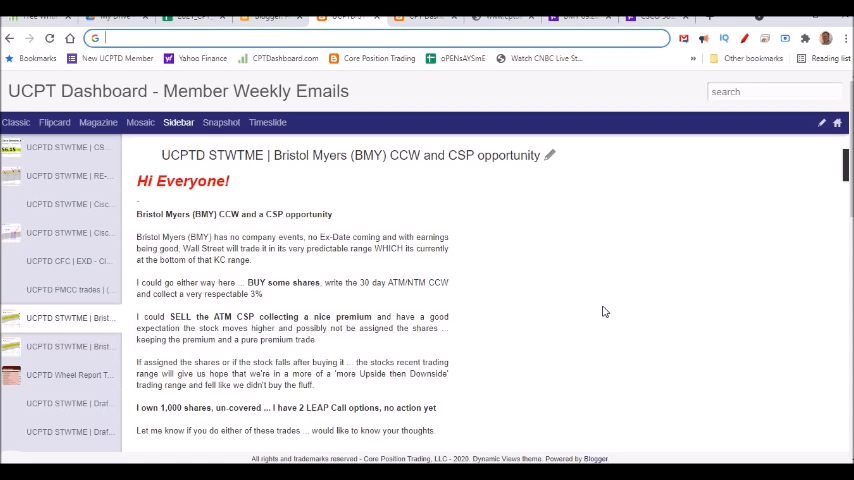 My Drive
G
Bookmarks
New UCPTD Member
Yahoo Finance
CPTDashboard.com
Core Position Trading
oPENsAYSmE
Watch CNBC Live St...
»
Other bookmarks
Reading list
UCPT Dashboard - Member Weekly Emails
search
Classic Flipcard Magazine Mosaic Sidebar Snapshot Timeslide
UCPTD STWTME | CS...
UCPTD STWTME | RE-...
UCPTD STWTME | Cisc...
UCPTD STWTME | Cisc...
UCPTD CFC | EXD - Cl...
UCPTD PMCC trades | (...
UCPTD STWTME | Brist...
UCPTD STWTME | Brist...
UCPTD Wheel Report T...
UCPTD STWTME | Draf...
UCPTD STWTME | Draf...
UCPTD STWTME | Bristol Myers (BMY) CCW and CSP opportunity
Hi Everyone!
-
Bristol Myers (BMY) CCW and a CSP opportunity
Bristol Myers (BMY) has no company events, no Ex-Date coming and with earnings
being good, Wall Street will trade it in its very predictable range WHICH its currently
at the bottom of that KC range.
I could go either way here ... BUY some shares, write the 30 day ATM/NTM CCW
and collect a very respectable 3%
I could SELL the ATM CSP collecting a nice premium and have a good
expectation the stock moves higher and possibly not be assigned the shares ...
keeping the premium and a pure premium trade.
If assigned the shares or if the stock falls after buying it ... the stocks recent trading
range will give us hope that we're in a more of a 'more Upside then Downside'
trading range and fell like we didn't buy the fluff.
I own 1,000 shares, un-covered ... I have 2 LEAP Call options, no action yet
Let me know if you do either of these trades ... would like to know your thoughts.
All rights and trademarks reserved - Core Position Trading, LLC - 2020. Dynamic Views theme. Powered by Blogger.